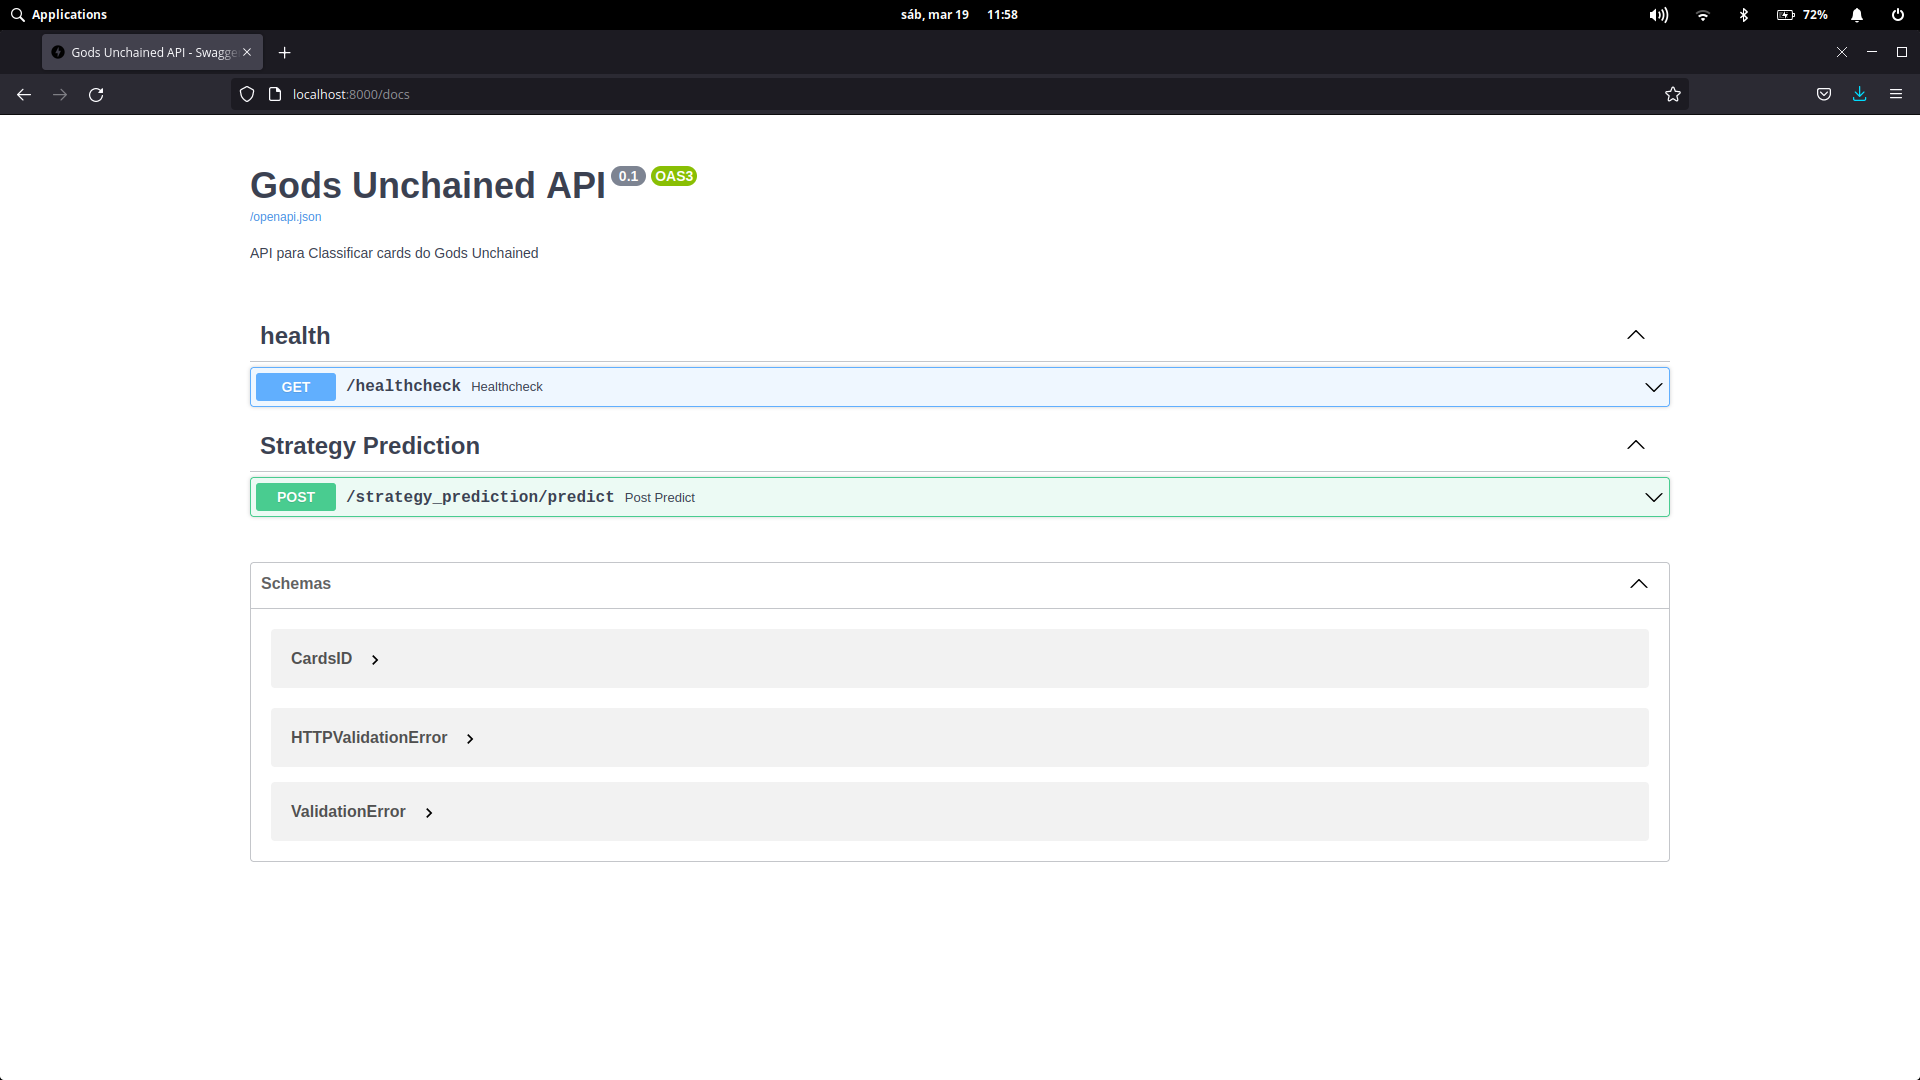 Applications
sáb, mar 19 11:58
72%
Gods Unchained API - Swagge
localhost:8000/docs
Gods Unchained API 0.1 OAS3
/openapi.json
API para Classificar cards do Gods Unchained
health
GET /healthcheck Healthcheck
Strategy Prediction
POST /strategy_prediction/predict Post Predict
Schemas
CardsID
HTTPValidationError
ValidationError